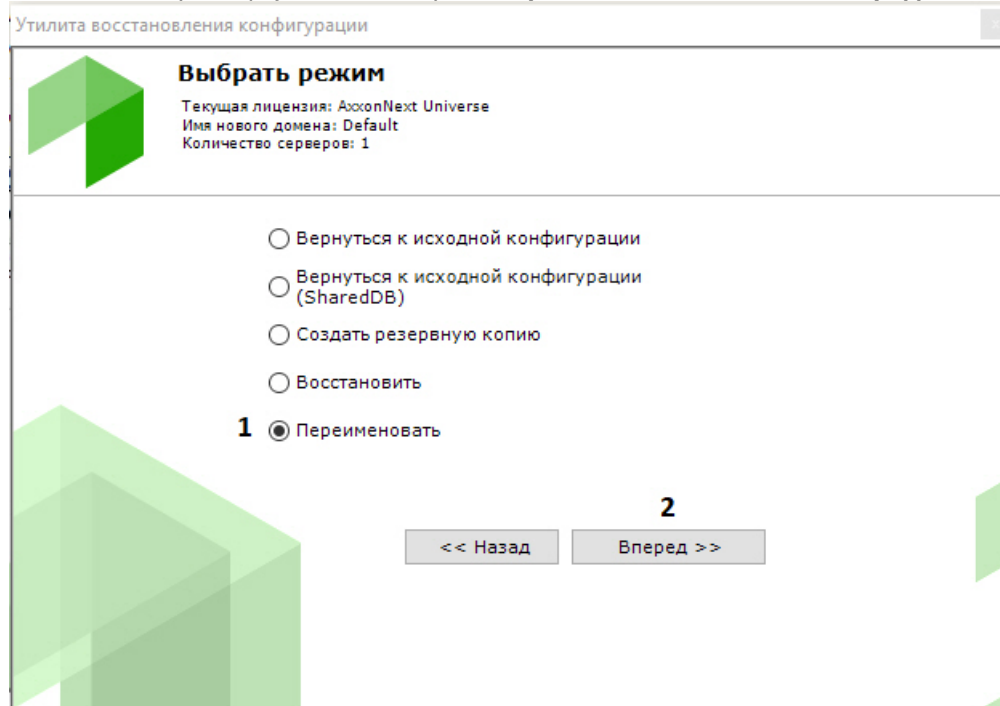 Утилита восстановления конфигурации
Выбрать режим
Текущая лицензия: AxxonNext Universe
Имя нового домена: Default
Количество серверов: 1
Вернуться к исходной конфигурации
Вернуться к исходной конфигурации
(SharedDB)
Создать резервную копию
Восстановить
1 Переименовать
2
<< Назад Вперед >>